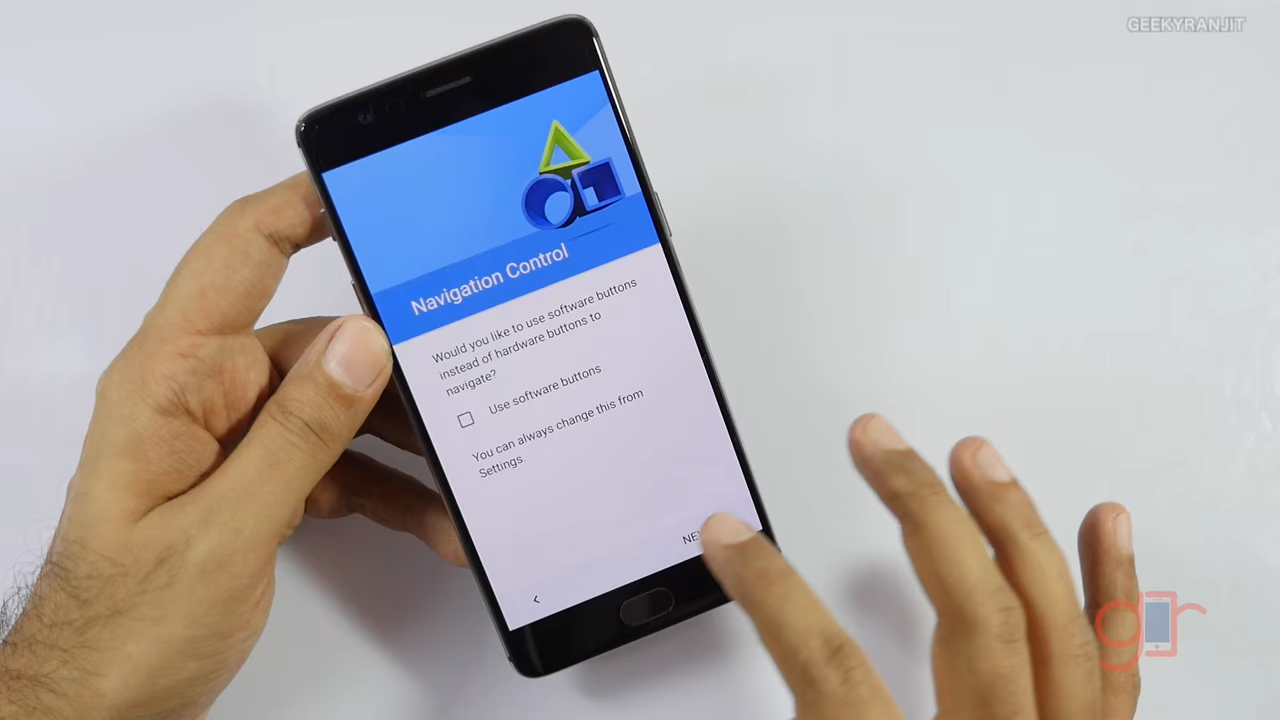 GEEKYRANJIT
Navigation Control
Would you like to use software buttons
instead of hardware buttons to
navigate?
Use software buttons
You can always change this from
Settings.
gr